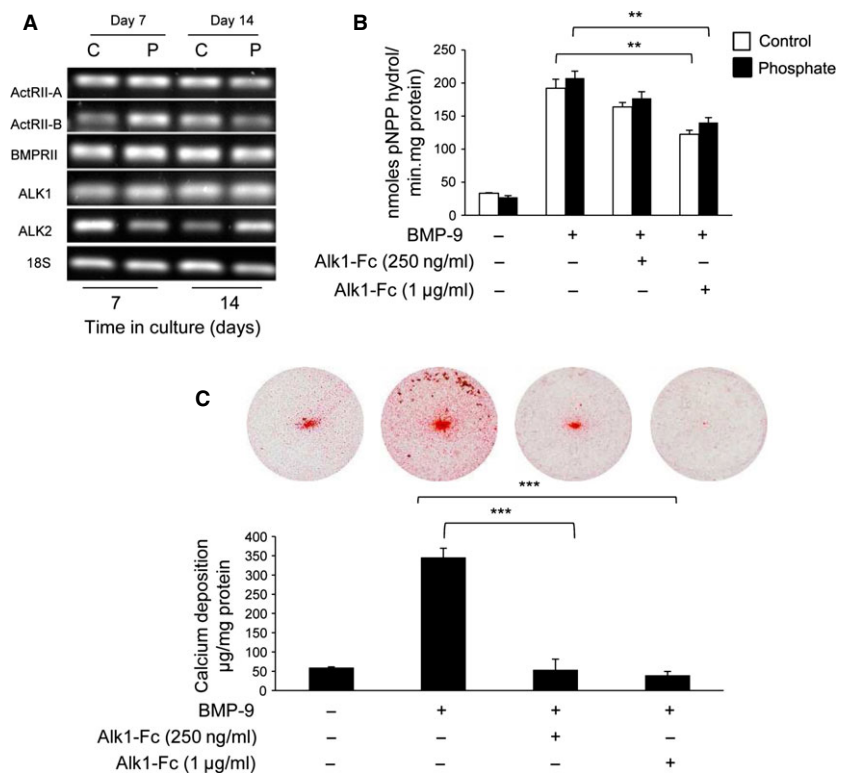 A
Day 7 Day 14
C P C P
ActRII-A
ActRII-B
BMPRII
ALK1
ALK2
18S
7 14
Time in culture (days)
B
**
**
Control
Phosphate
nmoles pNPP hydrol/
min.mg protein)
250
200
150
100
50
0
BMP-9 – + + +
Alk1-Fc (250 ng/ml) – – + –
Alk1-Fc (1 µg/ml) – – – +
C
***
***
Calcium deposition
µg/mg protein
400
350
300
250
200
150
100
50
0
BMP-9 – + + +
Alk1-Fc (250 ng/ml) – – + –
Alk1-Fc (1 µg/ml) – – – +